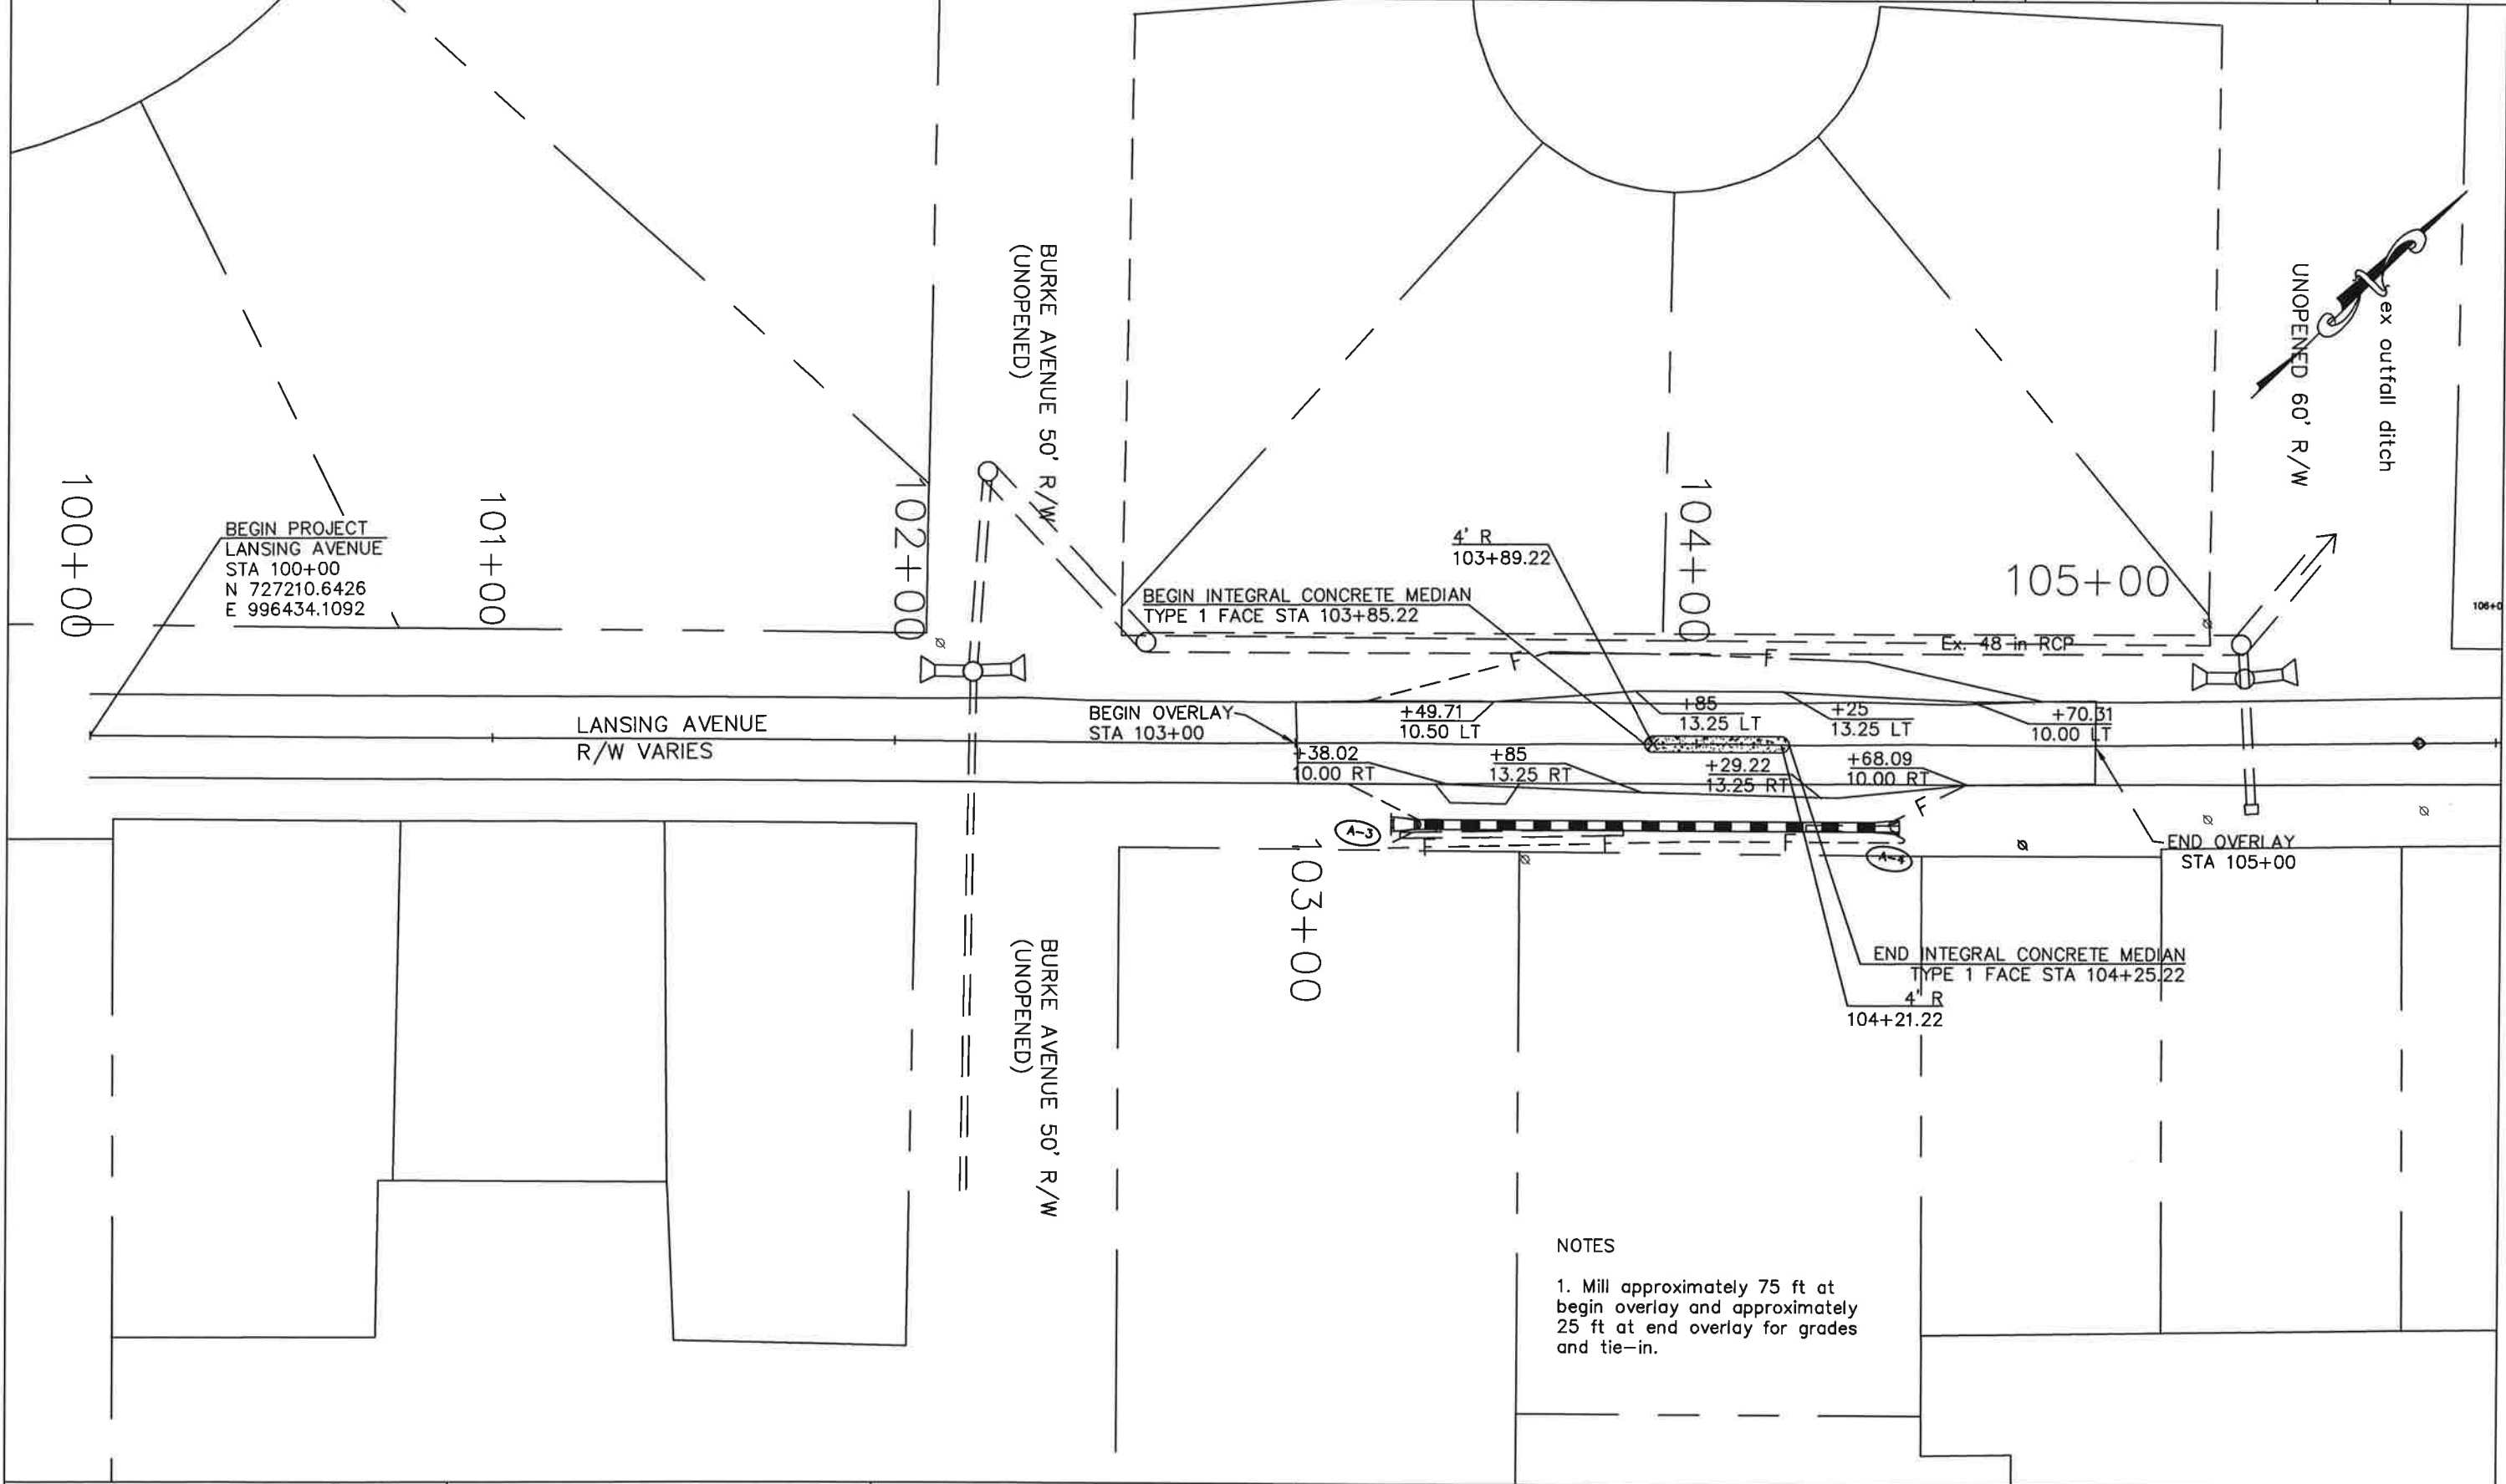 BURKE AVENUE 50' R/W
(UNOPENED)
UNOPENED 60' R/W
ex outfall ditch
100+00
BEGIN PROJECT
LANSING AVENUE
STA 100+00
N 727210.6426
E 996434.1092
101+00
102+00
4' R
103+89.22
BEGIN INTEGRAL CONCRETE MEDIAN
TYPE 1 FACE STA 103+85.22
104+00
105+00
106+0
Ex. 48-in RCP
F
F
LANSING AVENUE
R/W VARIES
BEGIN OVERLAY
STA 103+00
+49.71
10.50 LT
+85
13.25 LT
+25
13.25 LT
+70.31
10.00 LT
+38.02
10.00 RT
+85
13.25 RT
+29.22
13.25 RT
+68.09
10.00 RT
F
A-3
F
F
F
A-4
END OVERLAY
STA 105+00
103+00
BURKE AVENUE 50' R/W
(UNOPENED)
END INTEGRAL CONCRETE MEDIAN
TYPE 1 FACE STA 104+25.22
4' R
104+21.22
NOTES
1. Mill approximately 75 ft at
begin overlay and approximately
25 ft at end overlay for grades
and tie-in.